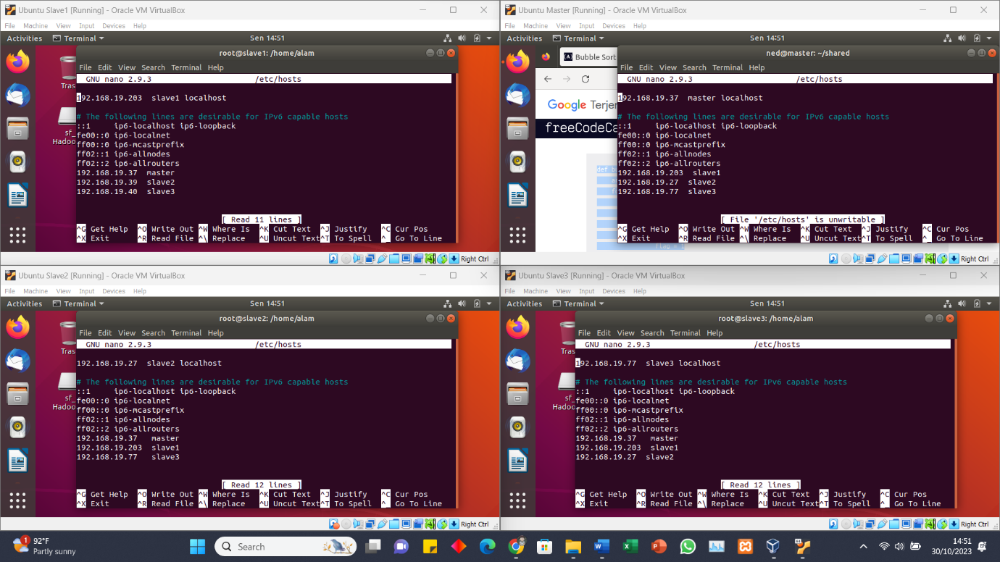 Ubuntu Slave1 [Running] - Oracle VM VirtualBox
File Machine View Input Devices Help
Activities Terminal Sen 14:51
root@slave1: /home/alam
File Edit View Search Terminal Help
GNU nano 2.9.3 /etc/hosts
192.168.19.203 slave1 localhost
# The following lines are desirable for IPv6 capable hosts
::1 ip6-localhost ip6-loopback
fe00::0 ip6-localnet
ff00::0 ip6-mcastprefix
ff02::1 ip6-allnodes
ff02::2 ip6-allrouters
192.168.19.37 master
192.168.19.39 slave2
192.168.19.40 slave3
[ Read 11 lines ]
^G Get Help ^O Write Out ^W Where Is ^K Cut Text ^J Justify ^C Cur Pos
^X Exit ^R Read File ^\ Replace ^U Uncut Text ^T To Spell ^_ Go To Line
Tras
sf_
Hadoo
Right Ctrl
Ubuntu Master [Running] - Oracle VM VirtualBox
File Machine View Input Devices Help
Activities Terminal Sen 14:51
Bubble Sort
Google Terje
freeCodeCa
def b
flag = 1
ned@master: ~/shared
File Edit View Search Terminal Help
GNU nano 2.9.3 /etc/hosts
192.168.19.37 master localhost
# The following lines are desirable for IPv6 capable hosts
::1 ip6-localhost ip6-loopback
fe00::0 ip6-localnet
ff00::0 ip6-mcastprefix
ff02::1 ip6-allnodes
ff02::2 ip6-allrouters
192.168.19.203 slave1
192.168.19.27 slave2
192.168.19.77 slave3
[ File '/etc/hosts' is unwritable ]
^G Get Help ^O Write Out ^W Where Is ^K Cut Text ^J Justify ^C Cur Pos
^X Exit ^R Read File ^\ Replace ^U Uncut Text ^T To Spell ^_ Go To Line
Right Ctrl
Ubuntu Slave2 [Running] - Oracle VM VirtualBox
File Machine View Input Devices Help
Activities Terminal Sen 14:51
root@slave2: /home/alam
File Edit View Search Terminal Help
GNU nano 2.9.3 /etc/hosts
192.168.19.27 slave2 localhost
# The following lines are desirable for IPv6 capable hosts
::1 ip6-localhost ip6-loopback
fe00::0 ip6-localnet
ff00::0 ip6-mcastprefix
ff02::1 ip6-allnodes
ff02::2 ip6-allrouters
192.168.19.37 master
192.168.19.203 slave1
192.168.19.77 slave3
[ Read 12 lines ]
^G Get Help ^O Write Out ^W Where Is ^K Cut Text ^J Justify ^C Cur Pos
^X Exit ^R Read File ^\ Replace ^U Uncut Text ^T To Spell ^_ Go To Line
Tras
sf_
Hadoo
Right Ctrl
Ubuntu Slave3 [Running] - Oracle VM VirtualBox
File Machine View Input Devices Help
Activities Terminal Sen 14:51
root@slave3: /home/alam
File Edit View Search Terminal Help
GNU nano 2.9.3 /etc/hosts
192.168.19.77 slave3 localhost
# The following lines are desirable for IPv6 capable hosts
::1 ip6-localhost ip6-loopback
fe00::0 ip6-localnet
ff00::0 ip6-mcastprefix
ff02::1 ip6-allnodes
ff02::2 ip6-allrouters
192.168.19.37 master
192.168.19.203 slave1
192.168.19.27 slave2
[ Read 12 lines ]
^G Get Help ^O Write Out ^W Where Is ^K Cut Text ^J Justify ^C Cur Pos
^X Exit ^R Read File ^\ Replace ^U Uncut Text ^T To Spell ^_ Go To Line
Tras
sf_
Hadoo
Right Ctrl
1
92°F
Partly sunny
Search
14:51
30/10/2023